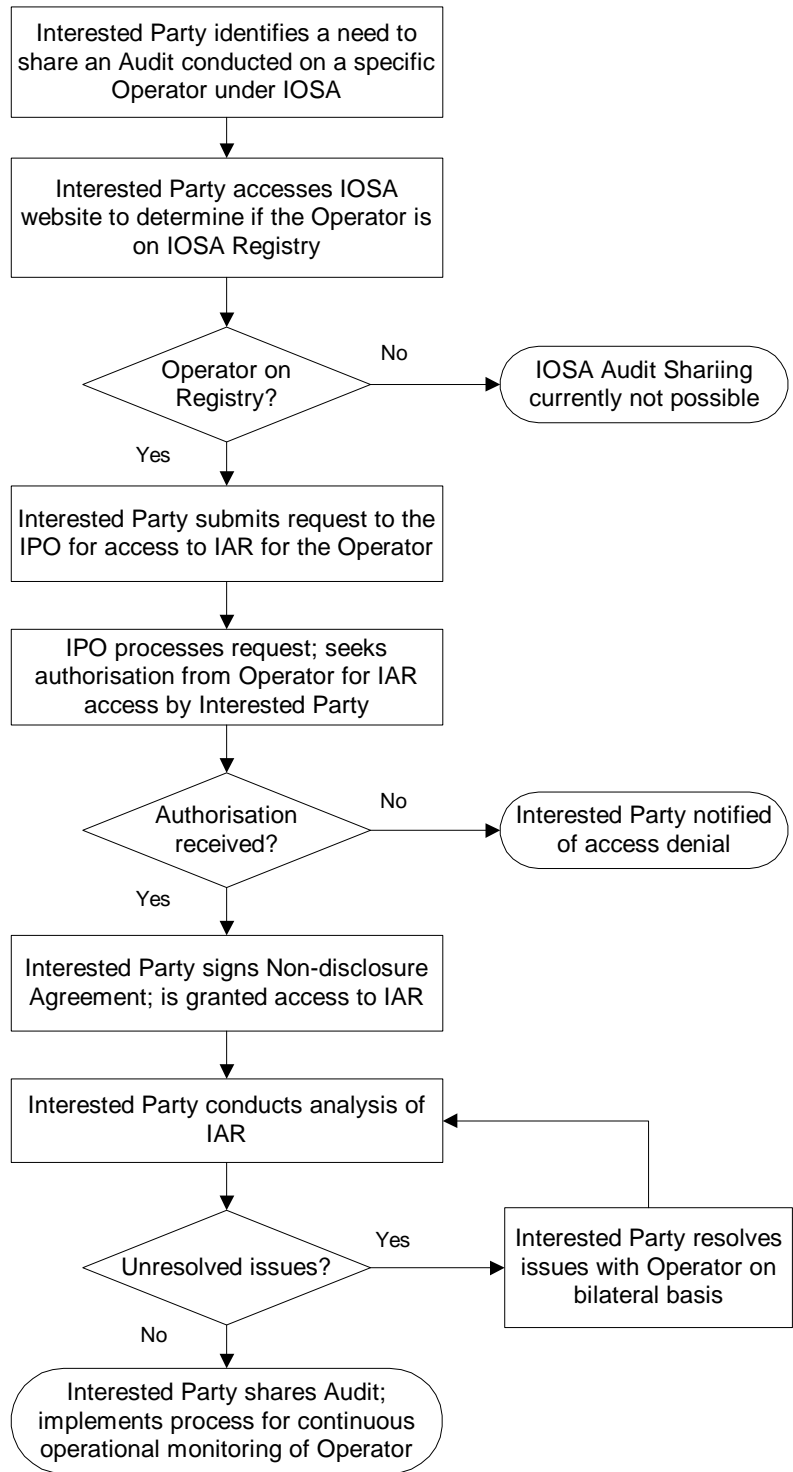 Interested Party identifies a need to
share an Audit conducted on a specific
Operator under IOSA
Interested Party accesses IOSA
website to determine if the Operator is
on IOSA Registry
Operator on
Registry?
No
IOSA Audit Shariing
currently not possible
Yes
Interested Party submits request to the
IPO for access to IAR for the Operator
IPO processes request; seeks
authorisation from Operator for IAR
access by Interested Party
Authorisation
received?
No
Interested Party notified
of access denial
Yes
Interested Party signs Non-disclosure
Agreement; is granted access to IAR
Interested Party conducts analysis of
IAR
Unresolved issues?
Yes
Interested Party resolves
issues with Operator on
bilateral basis
No
Interested Party shares Audit;
implements process for continuous
operational monitoring of Operator